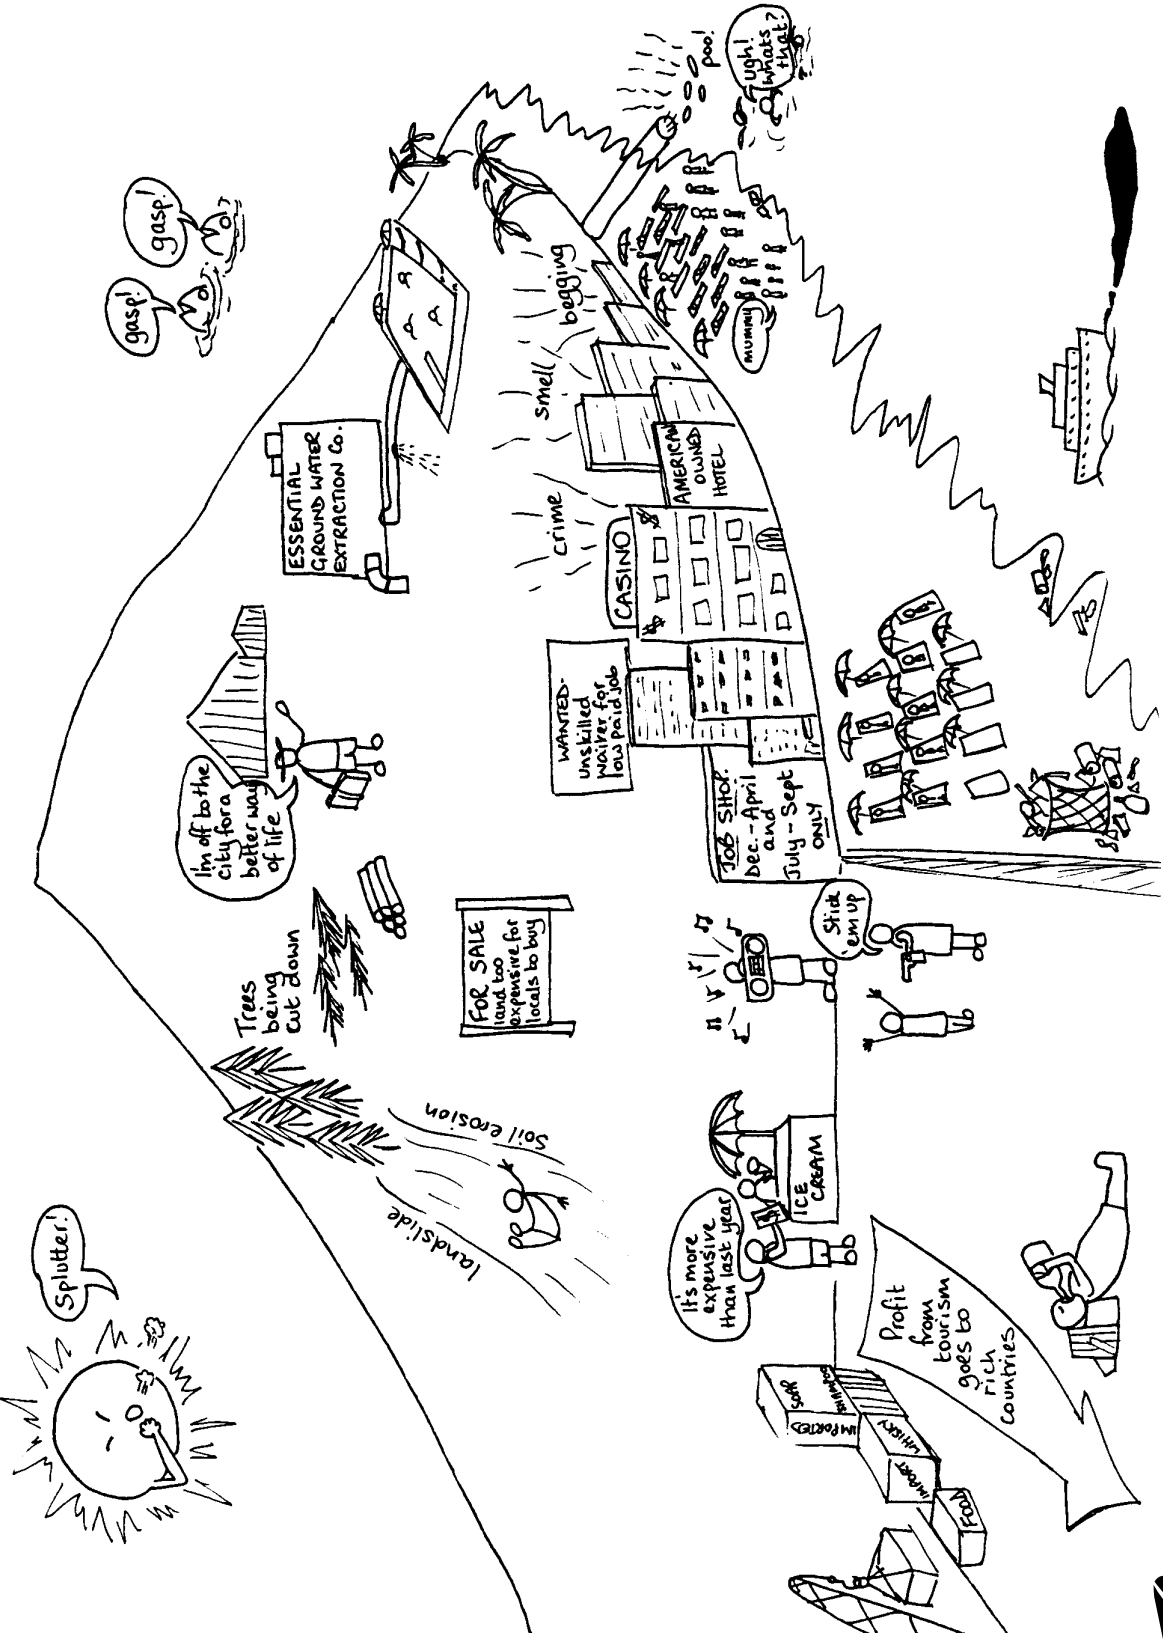 Splutter!
gasp!
gasp!
Trees
being
cut down
I'm off to the
city for a
better way
of life
ESSENTIAL
GROUND WATER
EXTRACTION Co.
landslide
Soil erosion
FOR SALE
land too
expensive for
locals to buy
WANTED-
unskilled
waiter for
low paid job
crime
smell
begging
CASINO
$
$
AMERICAN
OWNED
HOTEL
JOB SHOP.
Dec.-April
and
July-Sept
ONLY
poo!
ugh!
whats
that?
MUMMY
It's more
expensive
than last year
ICE
CREAM
Stick
'em up
SOAP
IMPORTED
SHAMPOO
WHISKY
IMPORT
FOOD
Profit
from
tourism
goes to
rich
countries